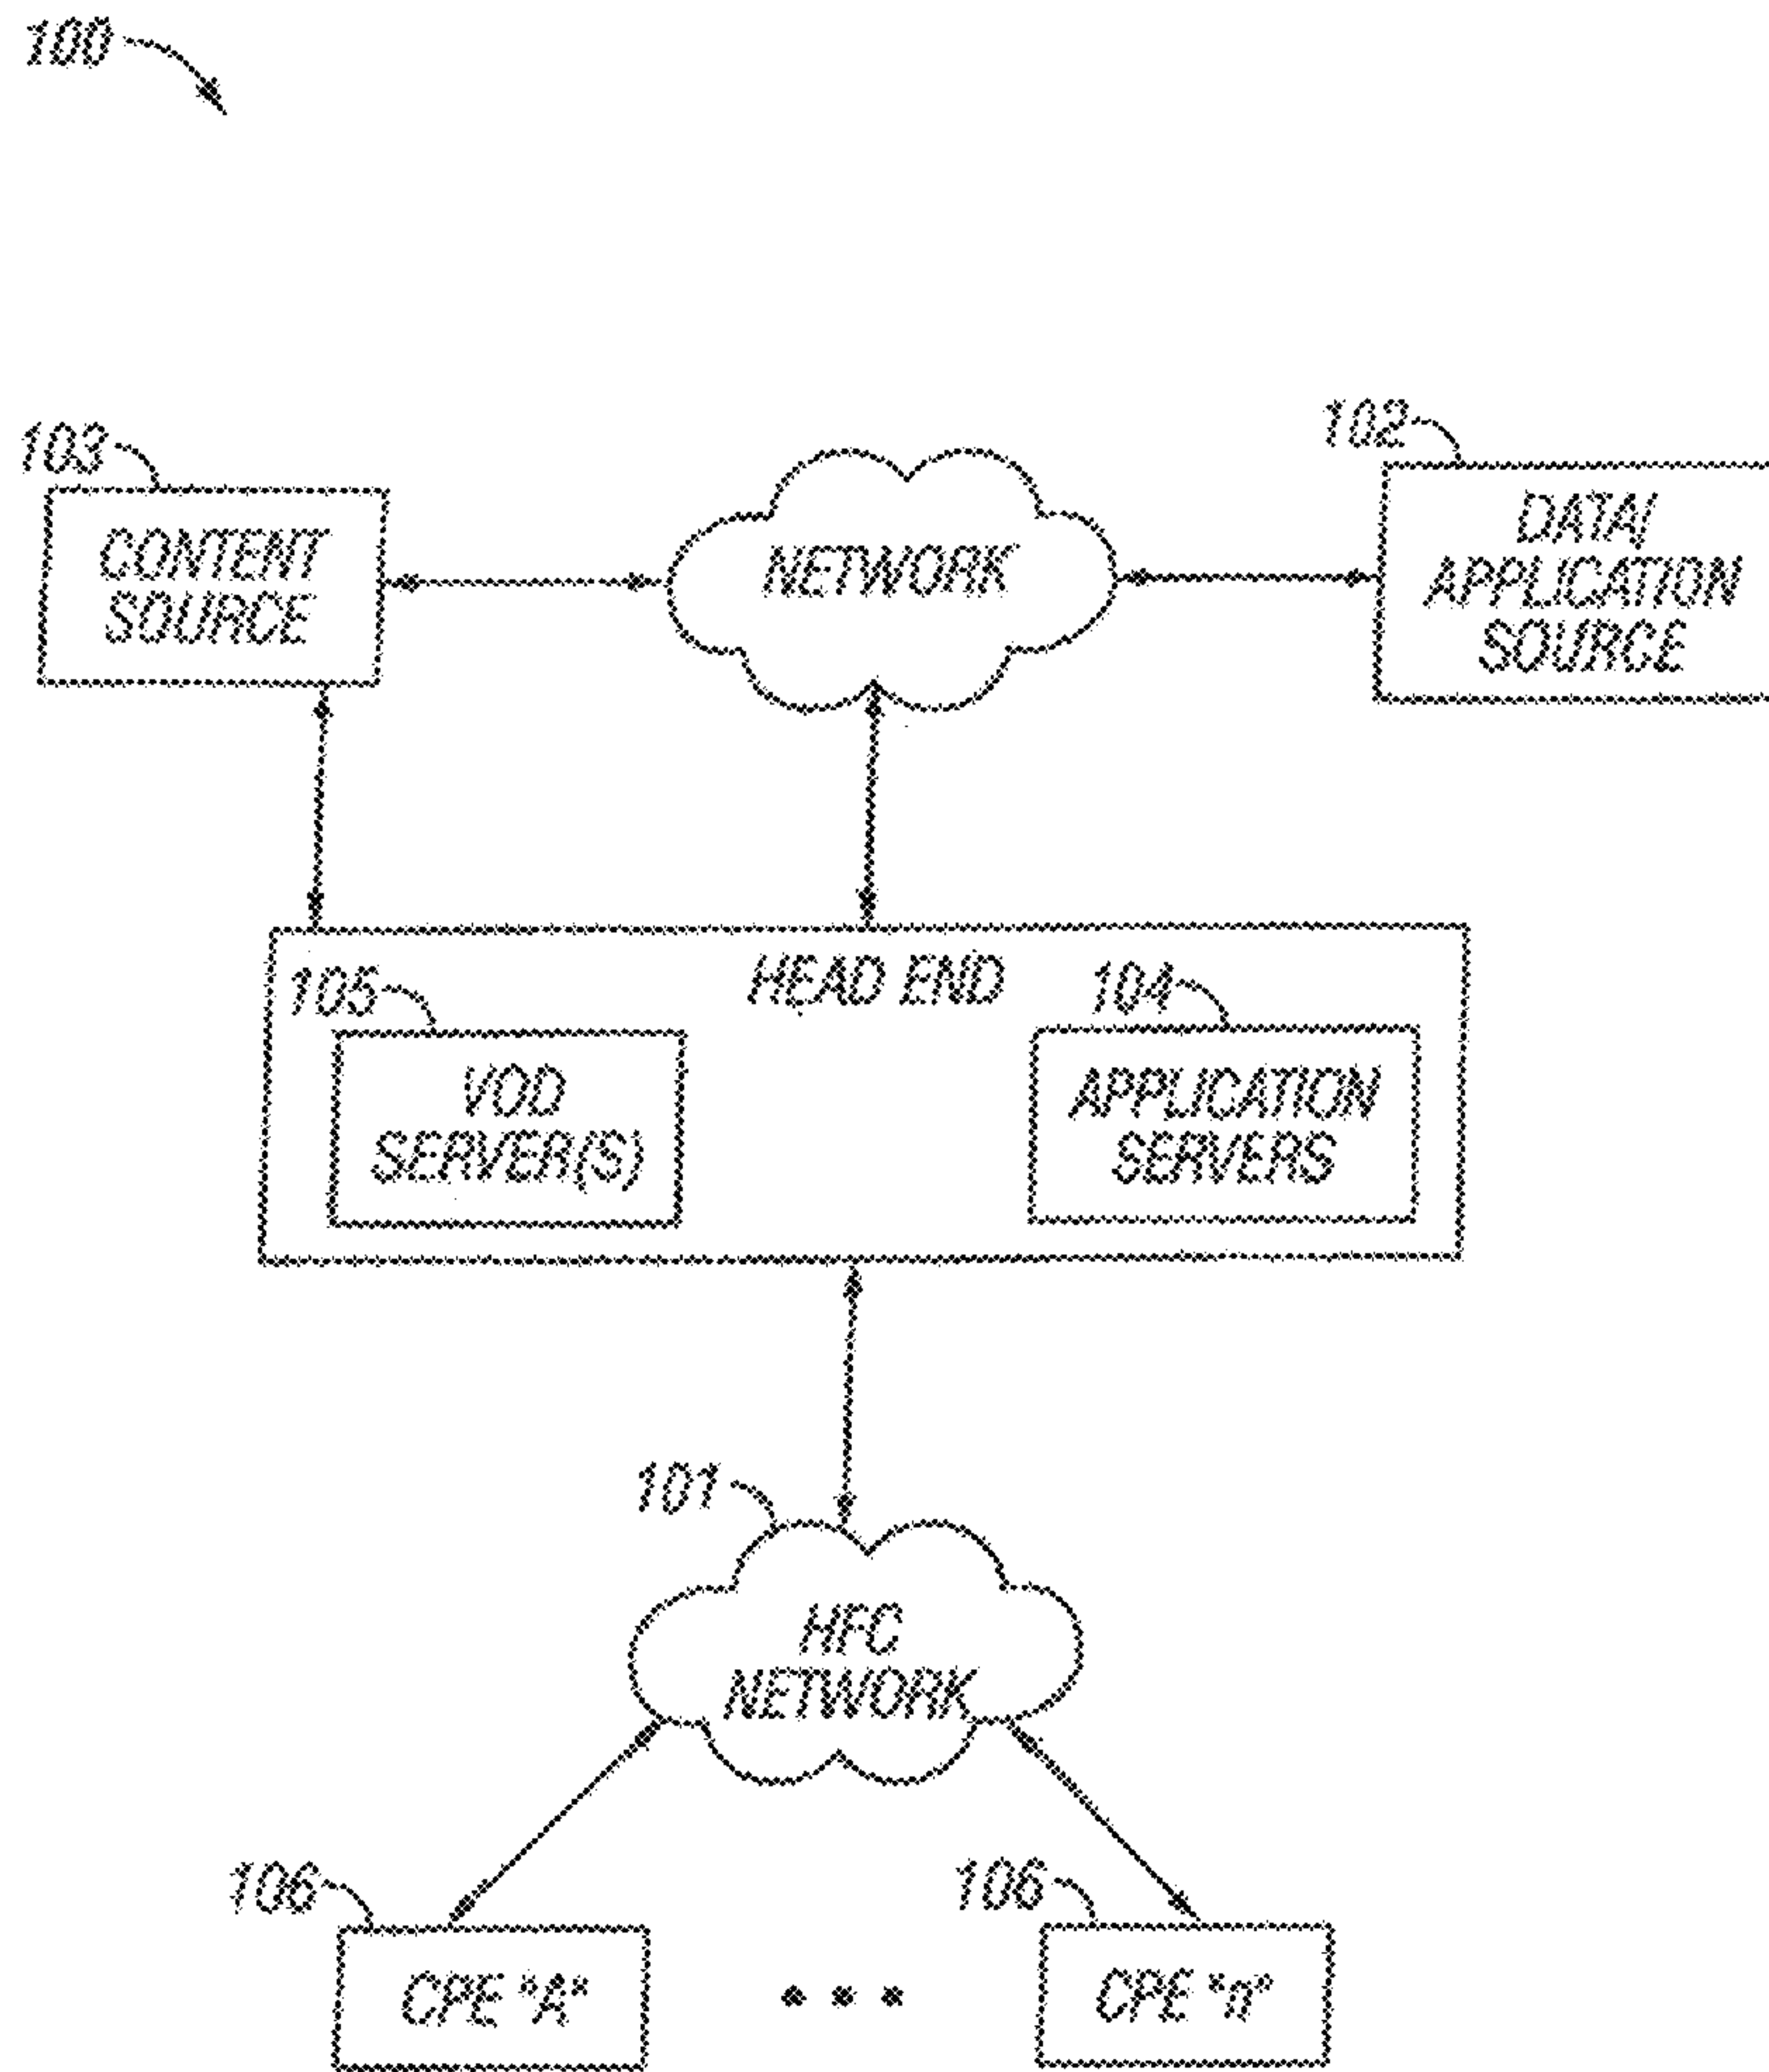 100
103
102
CONTENT
SOURCE
NETWORK
DATA/
APPLICATION
SOURCE
HEAD END
105
104
VOD
SERVER(S)
APPLICATION
SERVERS
101
HFC
NETWORK
106
106
CPE "A"
CPE "n"